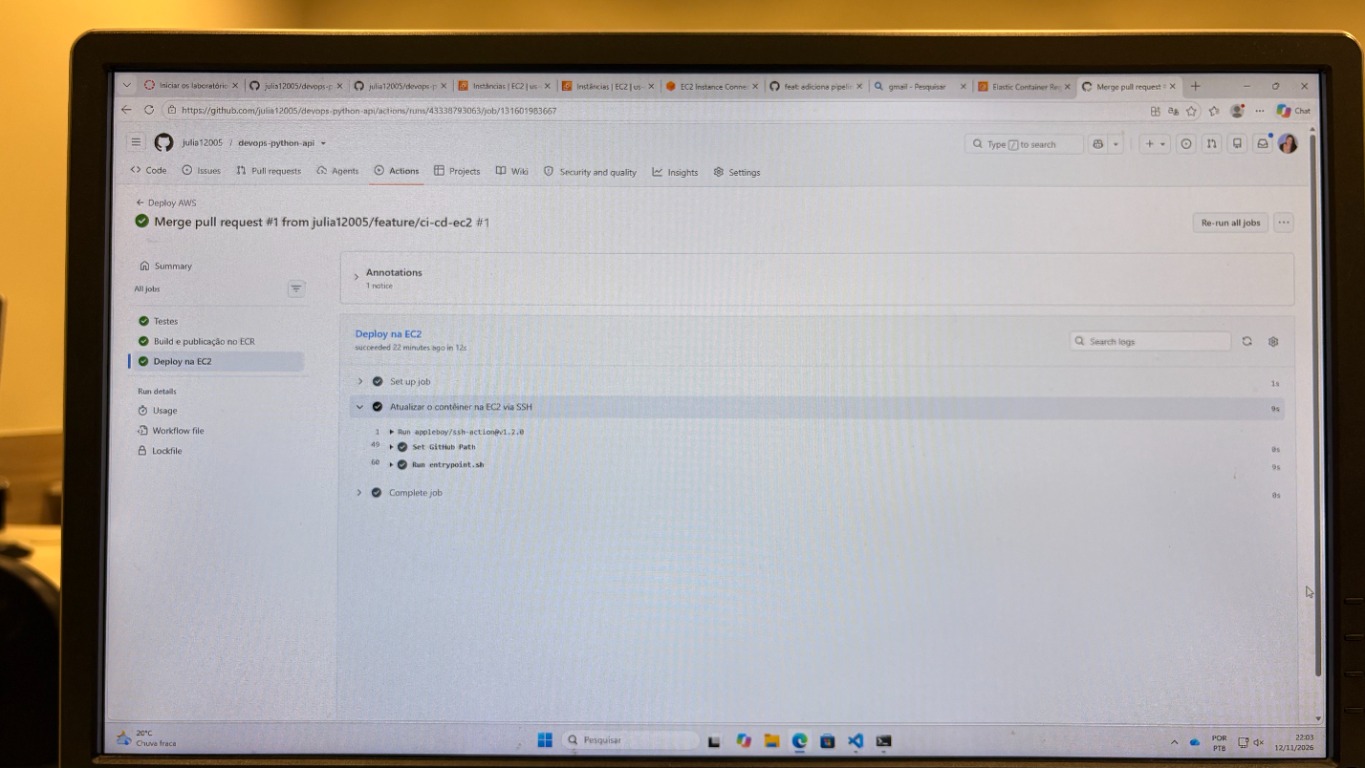 Iniciar os laboratório
julia12005/devops-p
julia12005/devops-p
Instâncias | EC2 | us-
Instâncias | EC2 | us-
EC2 Instance Conne
feat: adiciona pipelin
gmail - Pesquisar
Elastic Container Reg
Merge pull request
https://github.com/julia12005/devops-python-api/actions/runs/43338793063/job/131601983667
Chat
julia12005 / devops-python-api
Type / to search
Code Issues Pull requests Agents Actions Projects Wiki Security and quality Insights Settings
← Deploy AWS
Merge pull request #1 from julia12005/feature/ci-cd-ec2 #1
Re-run all jobs
Summary
All jobs
Testes
Build e publicação no ECR
Deploy na EC2
Run details
Usage
Workflow file
Lockfile
Annotations
1 notice
Deploy na EC2
succeeded 22 minutes ago in 12s
Search logs
Set up job 1s
Atualizar o contêiner na EC2 via SSH 9s
1 Run appleboy/ssh-action@v1.2.0
49 Set GitHub Path 0s
60 Run entrypoint.sh 9s
Complete job 0s
20°C
Chuva fraca
Pesquisar
POR
PTB
22:03
12/11/2026